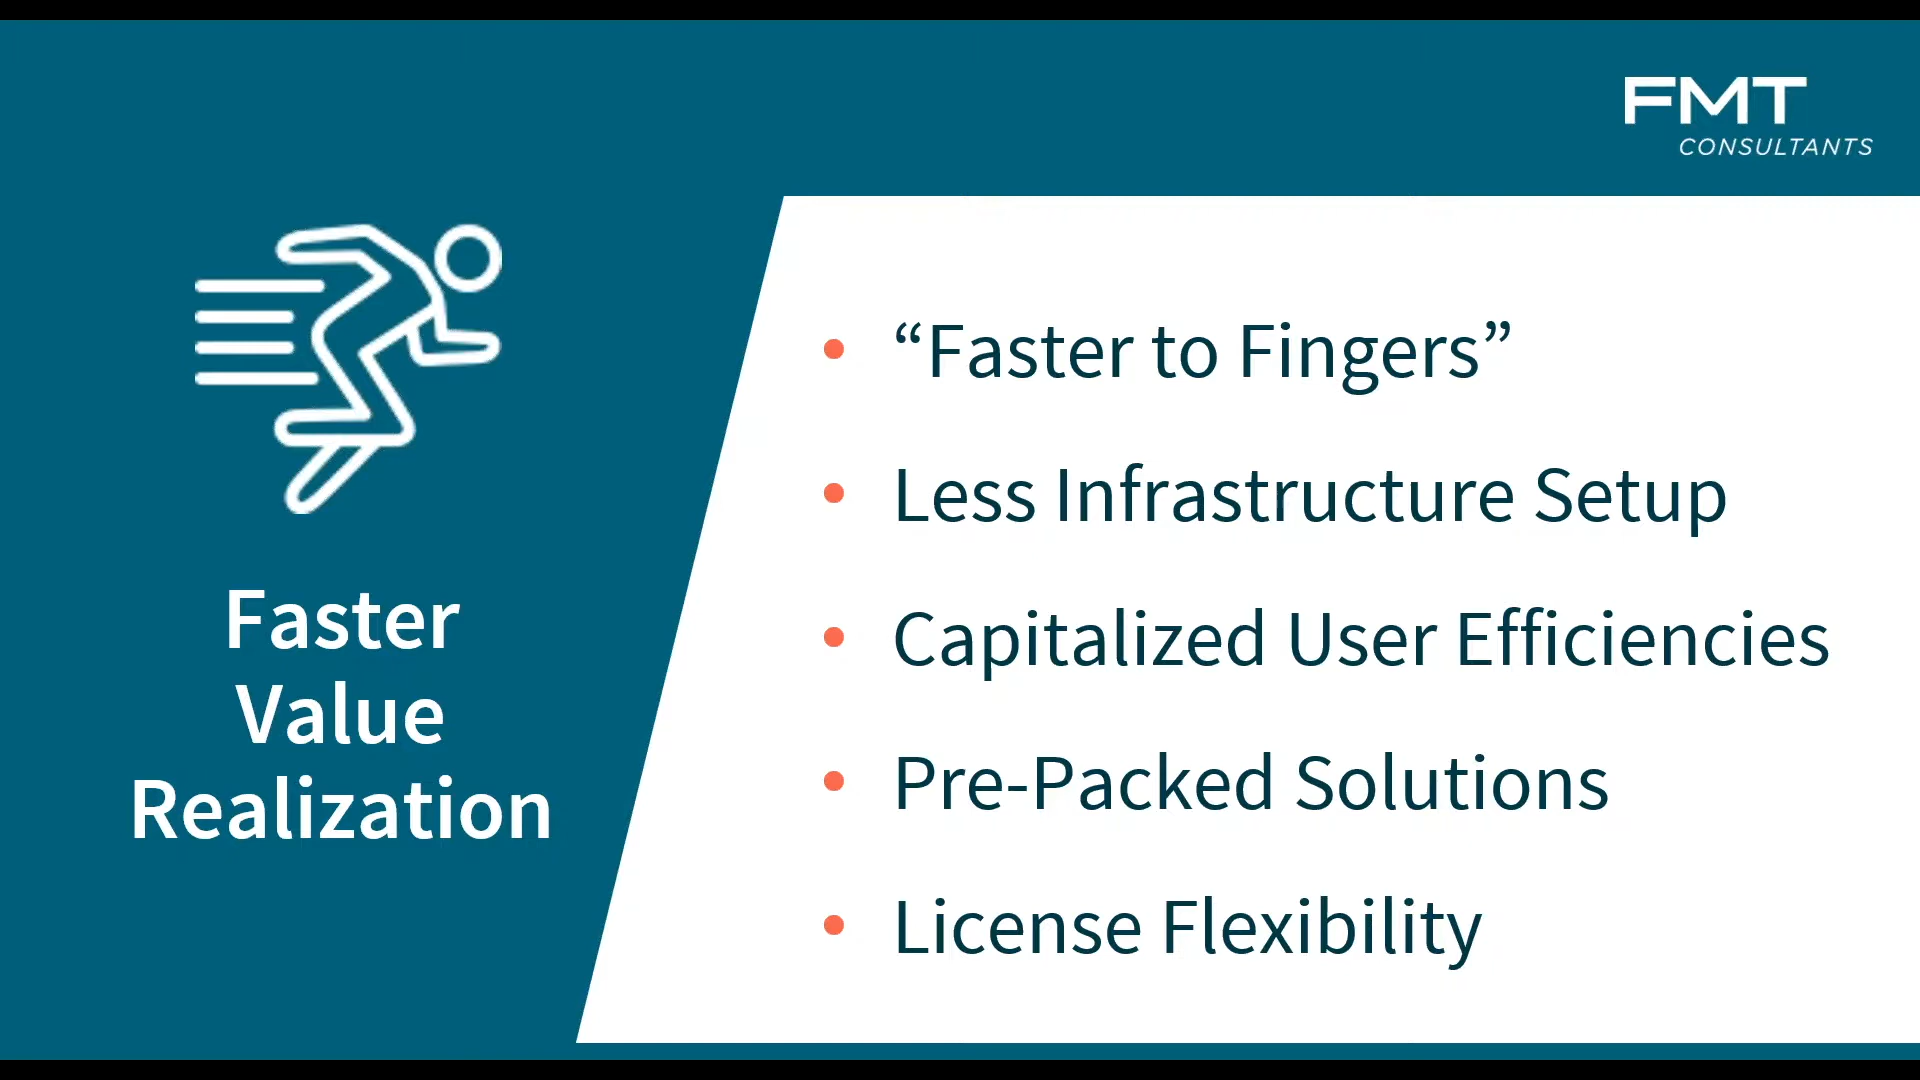 FMT
CONSULTANTS
Faster
Value
Realization
• “Faster to Fingers”
• Less Infrastructure Setup
• Capitalized User Efficiencies
• Pre-Packed Solutions
• License Flexibility